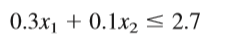 0.3x₁ + 0.1x₂ ≤ 2.7